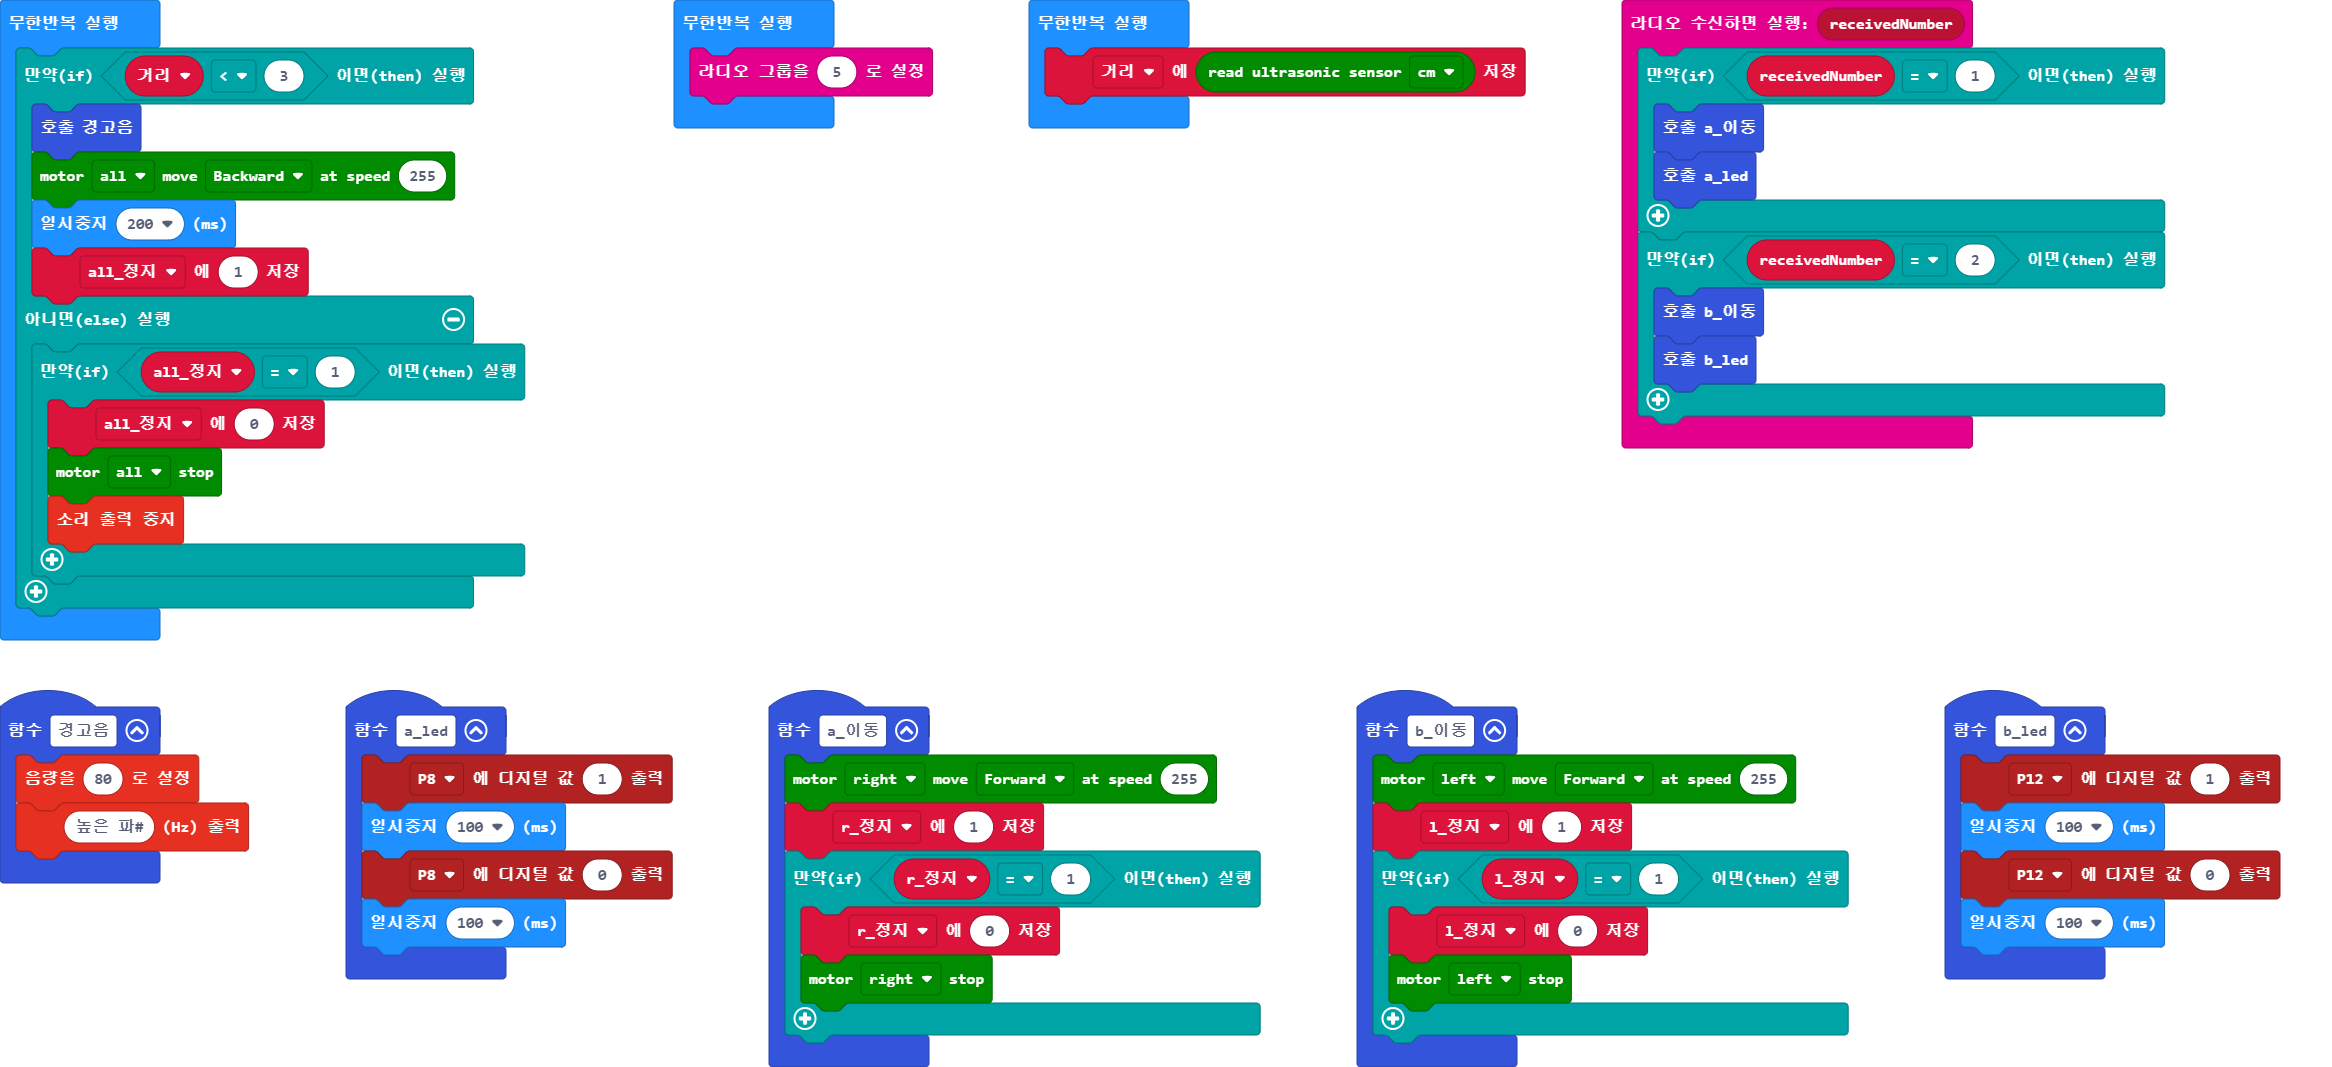 무한반복 실행
만약(if) 거리 < 3 이면(then) 실행
호출 경고음
motor all move Backward at speed 255
일시중지 200 (ms)
all_정지 에 1 저장
아니면(else) 실행
만약(if) all_정지 = 1 이면(then) 실행
all_정지 에 0 저장
motor all stop
소리 출력 중지
무한반복 실행
라디오 그룹을 5 로 설정
무한반복 실행
거리 에 read ultrasonic sensor cm 저장
라디오 수신하면 실행: receivedNumber
만약(if) receivedNumber = 1 이면(then) 실행
호출 a_이동
호출 a_led
만약(if) receivedNumber = 2 이면(then) 실행
호출 b_이동
호출 b_led
함수 경고음
음량을 80 로 설정
높은 파# (Hz) 출력
함수 a_led
P8 에 디지털 값 1 출력
일시중지 100 (ms)
P8 에 디지털 값 0 출력
일시중지 100 (ms)
함수 a_이동
motor right move Forward at speed 255
r_정지 에 1 저장
만약(if) r_정지 = 1 이면(then) 실행
r_정지 에 0 저장
motor right stop
함수 b_이동
motor left move Forward at speed 255
l_정지 에 1 저장
만약(if) l_정지 = 1 이면(then) 실행
l_정지 에 0 저장
motor left stop
함수 b_led
P12 에 디지털 값 1 출력
일시중지 100 (ms)
P12 에 디지털 값 0 출력
일시중지 100 (ms)